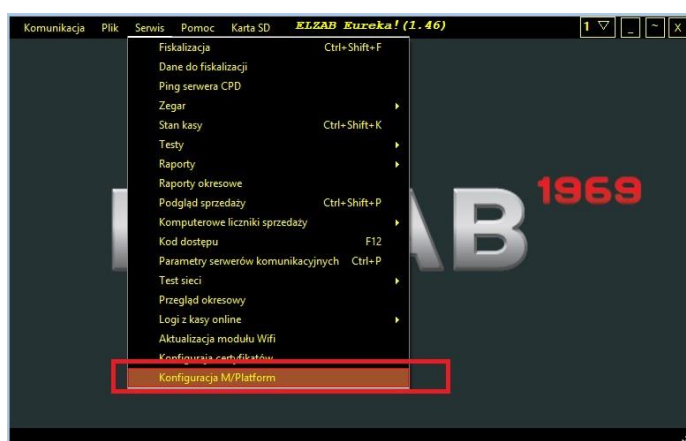 Komunikacja Plik Serwis Pomoc Karta SD ELZAB Eureka! (1.46) 1 _ ~ X
Fiskalizacja Ctrl+Shift+F
Dane do fiskalizacji
Ping serwera CPD
Zegar
Stan kasy Ctrl+Shift+K
Testy
Raporty
Raporty okresowe
Podgląd sprzedaży Ctrl+Shift+P
Komputerowe liczniki sprzedaży
Kod dostępu F12
Parametry serwerów komunikacyjnych Ctrl+P
Test sieci
Przegląd okresowy
Logi z kasy online
Aktualizacja modułu Wifi
Konfiguraja certyfikatów
Konfiguracja M/Platform
B 1969